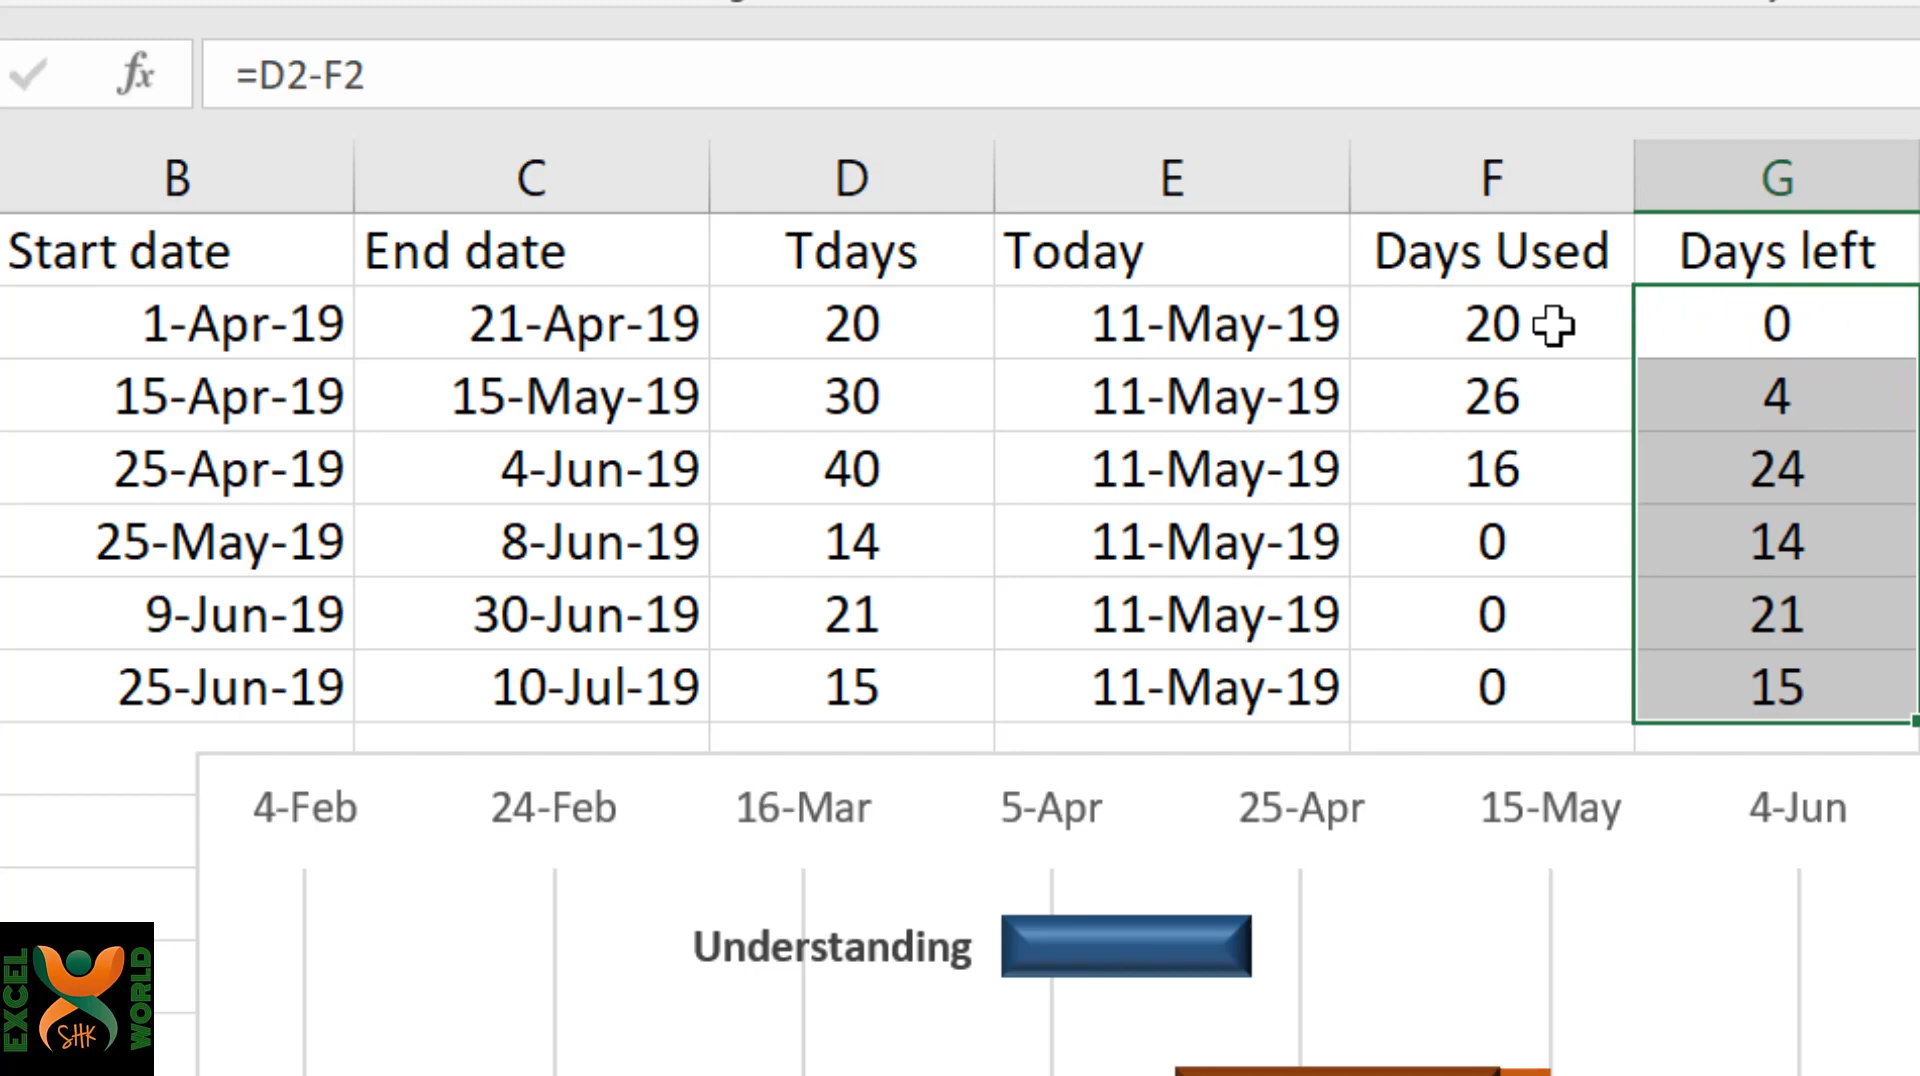 fx =D2-F2
B C D E F G
Start date End date Tdays Today Days Used Days left
1-Apr-19 21-Apr-19 20 11-May-19 20 0
15-Apr-19 15-May-19 30 11-May-19 26 4
25-Apr-19 4-Jun-19 40 11-May-19 16 24
25-May-19 8-Jun-19 14 11-May-19 0 14
9-Jun-19 30-Jun-19 21 11-May-19 0 21
25-Jun-19 10-Jul-19 15 11-May-19 0 15
4-Feb 24-Feb 16-Mar 5-Apr 25-Apr 15-May 4-Jun
Understanding
EXCEL
SHK
WORLD